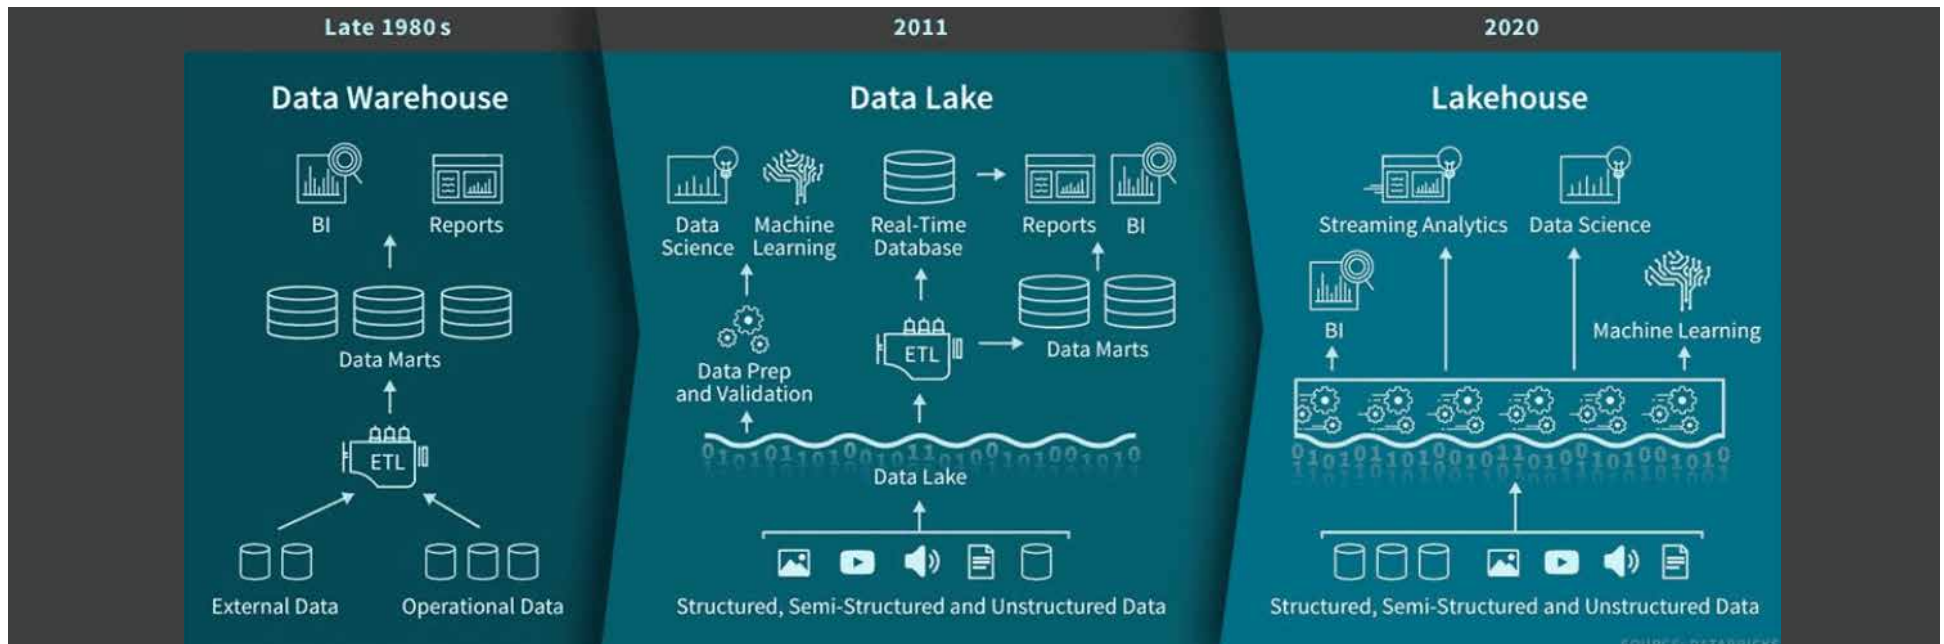 Late 1980s
2011
2020
Data Warehouse
BI
Reports
Data Marts
ETL
External Data
Operational Data
Data Lake
Data
Science
Machine
Learning
Real-Time
Database
Reports
BI
Data Prep
and Validation
ETL
Data Marts
010101101001011010010100101010
Data Lake
Structured, Semi-Structured and Unstructured Data
Lakehouse
Streaming Analytics
Data Science
BI
Machine Learning
Structured, Semi-Structured and Unstructured Data